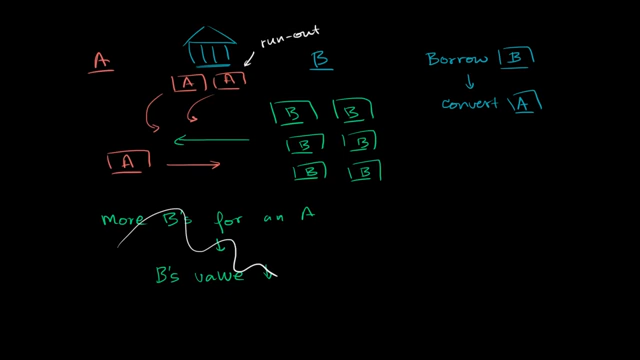 run-out
A
B
A A
Borrow B
convert A
B B
B B
A
B B
More B's for an A
B's value ↓